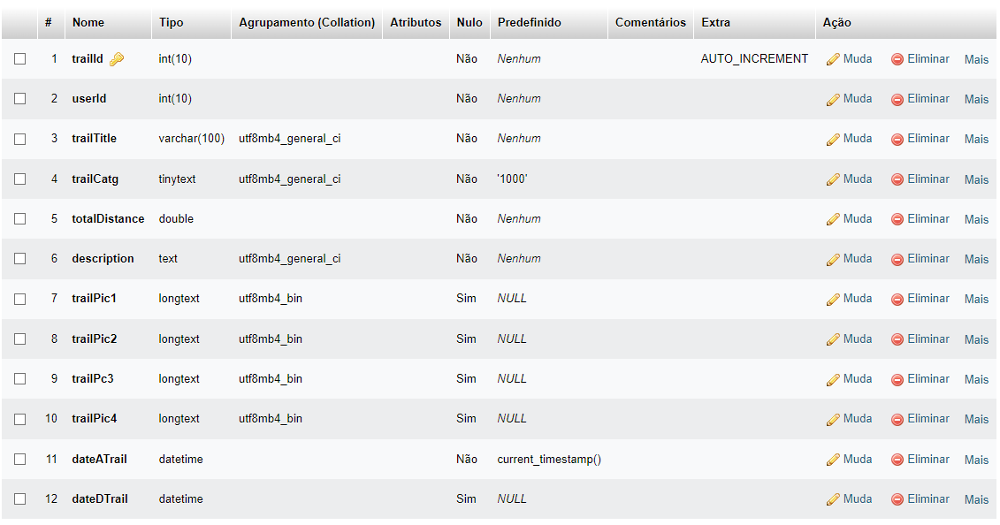 # Nome Tipo Agrupamento (Collation) Atributos Nulo Predefinido Comentários Extra Ação
1 trailId int(10) Não Nenhum AUTO_INCREMENT Muda Eliminar Mais
2 userId int(10) Não Nenhum Muda Eliminar Mais
3 trailTitle varchar(100) utf8mb4_general_ci Não Nenhum Muda Eliminar Mais
4 trailCatg tinytext utf8mb4_general_ci Não '1000' Muda Eliminar Mais
5 totalDistance double Não Nenhum Muda Eliminar Mais
6 description text utf8mb4_general_ci Não Nenhum Muda Eliminar Mais
7 trailPic1 longtext utf8mb4_bin Sim NULL Muda Eliminar Mais
8 trailPic2 longtext utf8mb4_bin Sim NULL Muda Eliminar Mais
9 trailPc3 longtext utf8mb4_bin Sim NULL Muda Eliminar Mais
10 trailPic4 longtext utf8mb4_bin Sim NULL Muda Eliminar Mais
11 dateATrail datetime Não current_timestamp() Muda Eliminar Mais
12 dateDTrail datetime Sim NULL Muda Eliminar Mais